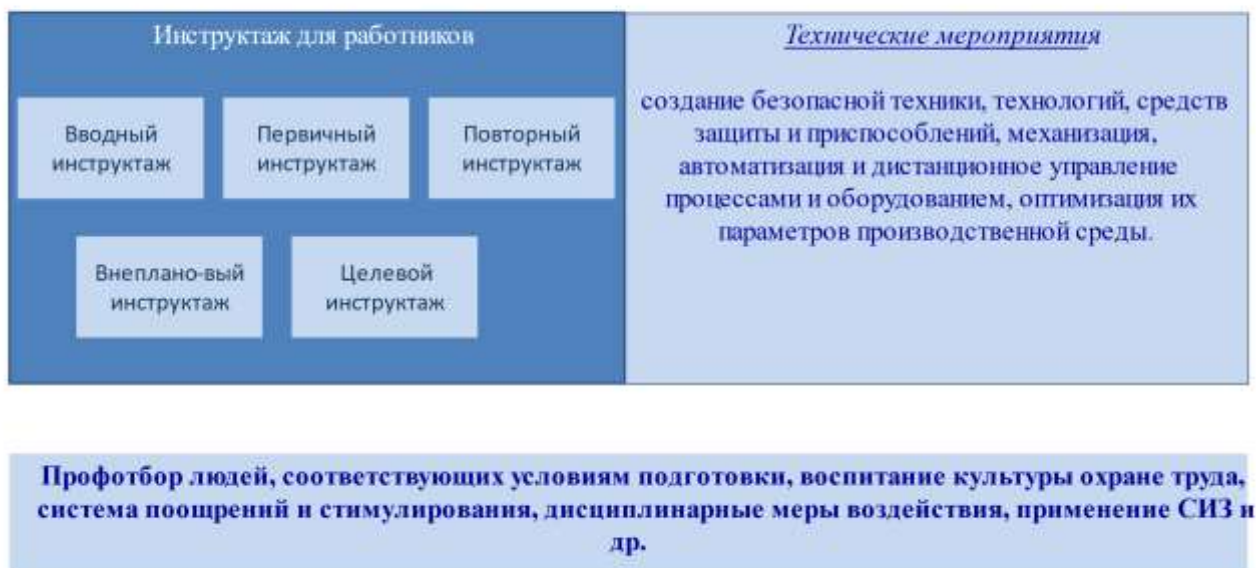 Инструктаж для работников
Вводный
инструктаж
Первичный
инструктаж
Повторный
инструктаж
Внеплано-вый
инструктаж
Целевой
инструктаж
Технические мероприятия
создание безопасной техники, технологий, средств
защиты и приспособлений, механизация,
автоматизация и дистанционное управление
процессами и оборудованием, оптимизация их
параметров производственной среды.
Профотбор людей, соответствующих условиям подготовки, воспитание культуры охране труда,
система поощрений и стимулирования, дисциплинарные меры воздействия, применение СИЗ и
др.